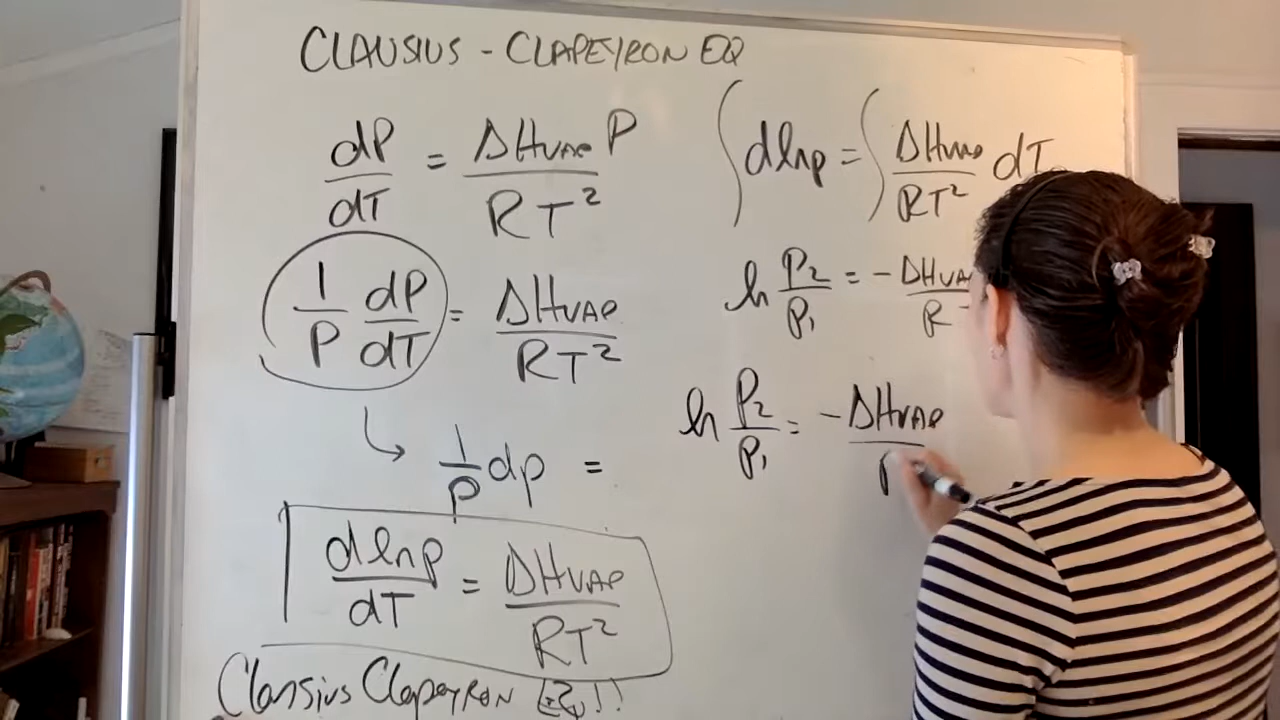 CLAUSIUS - CLAPEYRON EQ
dP/dT = ΔHVAP P / RT²
1/P dP/dT = ΔHVAP / RT²
1/P dp =
dlnp/dT = ΔHVAP / RT²
Clausius Clapeyron EQ!!
∫ dlnp = ∫ ΔHVAP / RT² dT
ln P₂/P₁ = - ΔHVA / R
ln P₂/P₁ = - ΔHVAP /